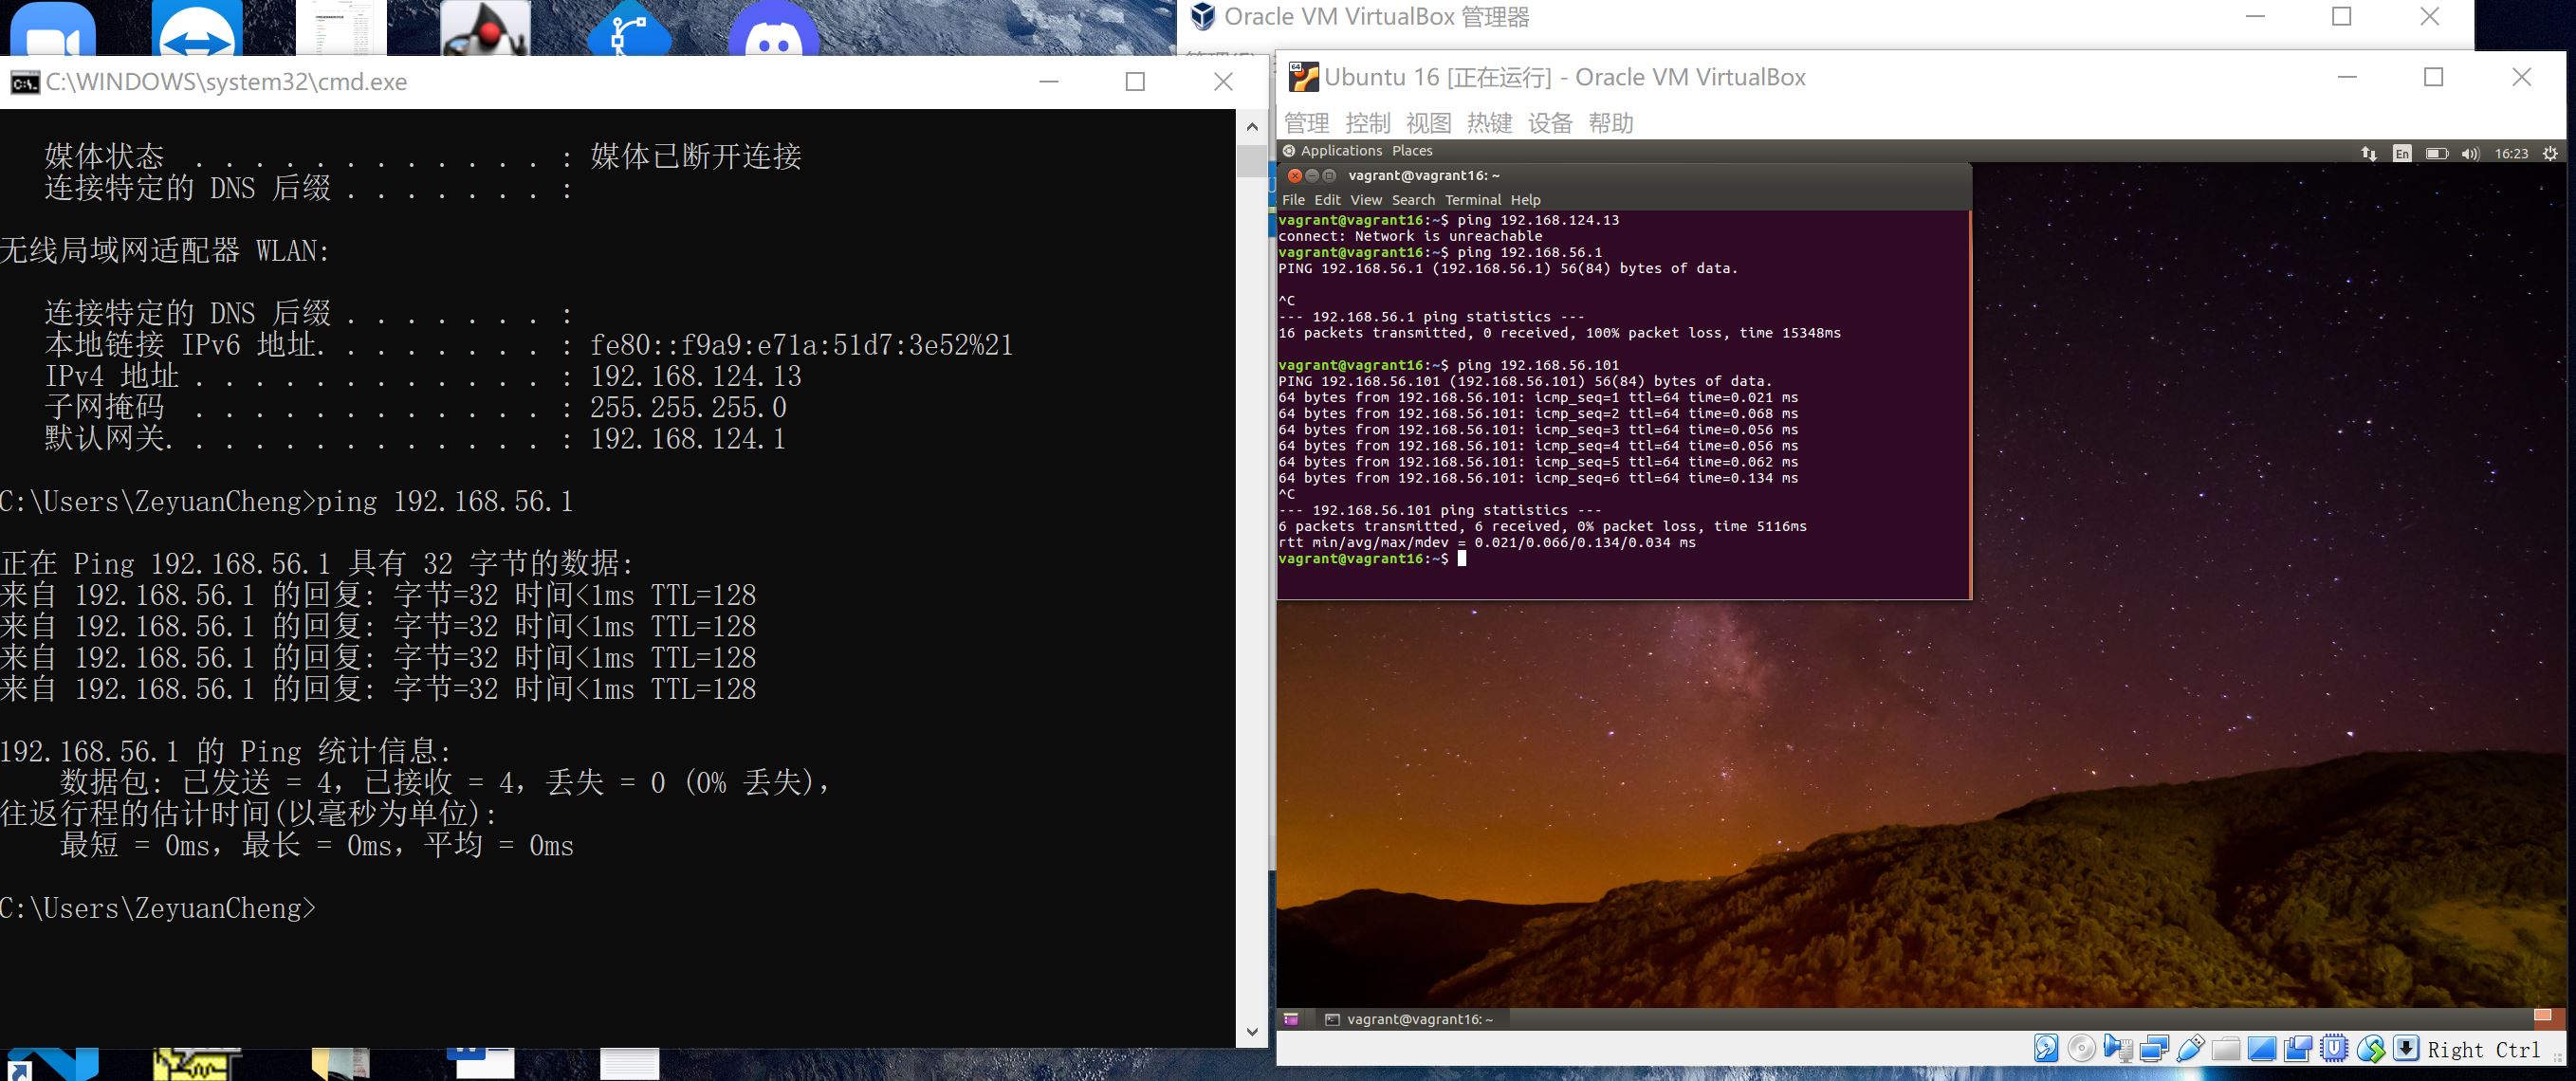 C:\WINDOWS\system32\cmd.exe
媒体状态 . . . . . . . . . . . . : 媒体已断开连接
连接特定的 DNS 后缀 . . . . . . . :
无线局域网适配器 WLAN:
连接特定的 DNS 后缀 . . . . . . . :
本地链接 IPv6 地址. . . . . . . . : fe80::f9a9:e71a:51d7:3e52%21
IPv4 地址 . . . . . . . . . . . . : 192.168.124.13
子网掩码 . . . . . . . . . . . . : 255.255.255.0
默认网关. . . . . . . . . . . . . : 192.168.124.1
C:\Users\ZeyuanCheng>ping 192.168.56.1
正在 Ping 192.168.56.1 具有 32 字节的数据:
来自 192.168.56.1 的回复: 字节=32 时间<1ms TTL=128
来自 192.168.56.1 的回复: 字节=32 时间<1ms TTL=128
来自 192.168.56.1 的回复: 字节=32 时间<1ms TTL=128
来自 192.168.56.1 的回复: 字节=32 时间<1ms TTL=128
192.168.56.1 的 Ping 统计信息:
数据包: 已发送 = 4，已接收 = 4，丢失 = 0 (0% 丢失)，
往返行程的估计时间(以毫秒为单位):
最短 = 0ms，最长 = 0ms，平均 = 0ms
C:\Users\ZeyuanCheng>
Oracle VM VirtualBox 管理器
Ubuntu 16 [正在运行] - Oracle VM VirtualBox
管理 控制 视图 热键 设备 帮助
Applications Places
En 16:23
vagrant@vagrant16: ~
File Edit View Search Terminal Help
vagrant@vagrant16:~$ ping 192.168.124.13
connect: Network is unreachable
vagrant@vagrant16:~$ ping 192.168.56.1
PING 192.168.56.1 (192.168.56.1) 56(84) bytes of data.
^C
--- 192.168.56.1 ping statistics ---
16 packets transmitted, 0 received, 100% packet loss, time 15348ms
vagrant@vagrant16:~$ ping 192.168.56.101
PING 192.168.56.101 (192.168.56.101) 56(84) bytes of data.
64 bytes from 192.168.56.101: icmp_seq=1 ttl=64 time=0.021 ms
64 bytes from 192.168.56.101: icmp_seq=2 ttl=64 time=0.068 ms
64 bytes from 192.168.56.101: icmp_seq=3 ttl=64 time=0.056 ms
64 bytes from 192.168.56.101: icmp_seq=4 ttl=64 time=0.056 ms
64 bytes from 192.168.56.101: icmp_seq=5 ttl=64 time=0.062 ms
64 bytes from 192.168.56.101: icmp_seq=6 ttl=64 time=0.134 ms
^C
--- 192.168.56.101 ping statistics ---
6 packets transmitted, 6 received, 0% packet loss, time 5116ms
rtt min/avg/max/mdev = 0.021/0.066/0.134/0.034 ms
vagrant@vagrant16:~$
vagrant@vagrant16: ~
Right Ctrl